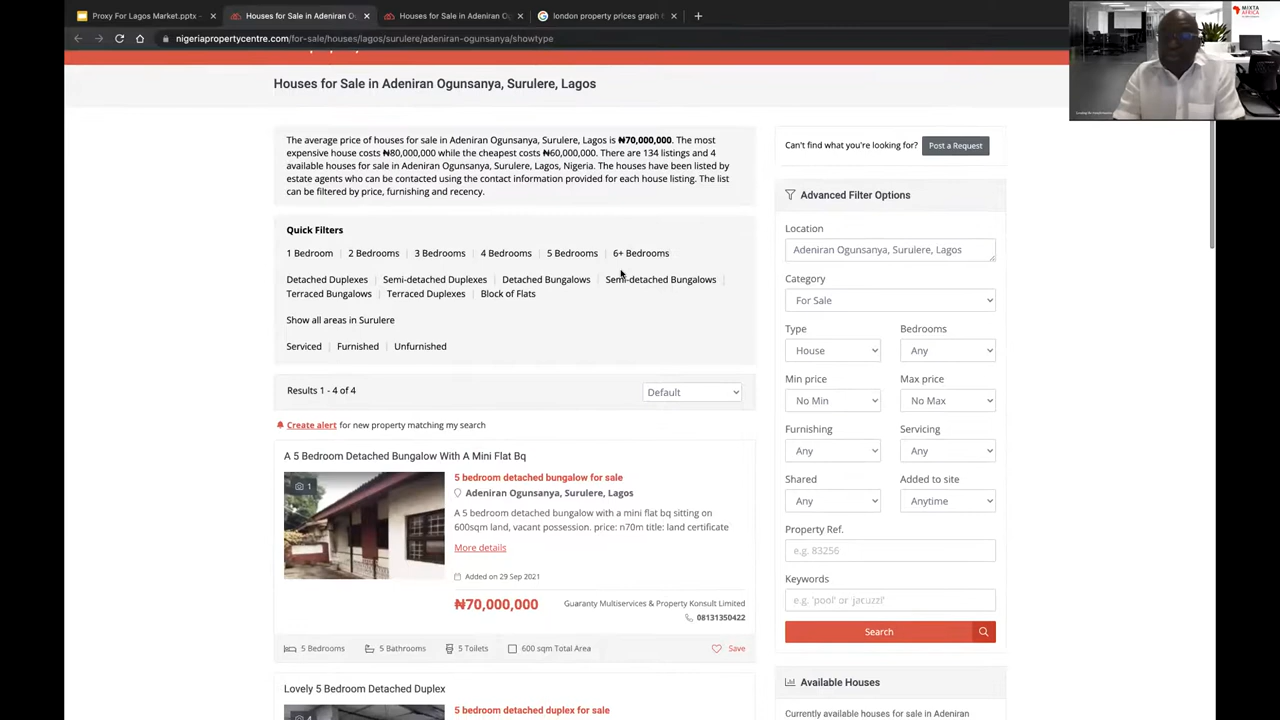 Proxy For Lagos Market.pptx
Houses for Sale in Adeniran O
Houses for Sale in Adeniran O
london property prices graph
nigeriapropertycentre.com/for-sale/houses/lagos/surulere/adeniran-ogunsanya/showtype
MIXTA
AFRICA
Houses for Sale in Adeniran Ogunsanya, Surulere, Lagos
The average price of houses for sale in Adeniran Ogunsanya, Surulere, Lagos is ₦70,000,000. The most
expensive house costs ₦80,000,000 while the cheapest costs ₦60,000,000. There are 134 listings and 4
available houses for sale in Adeniran Ogunsanya, Surulere, Lagos, Nigeria. The houses have been listed by
estate agents who can be contacted using the contact information provided for each house listing. The list
can be filtered by price, furnishing and recency.
Quick Filters
1 Bedroom | 2 Bedrooms | 3 Bedrooms | 4 Bedrooms | 5 Bedrooms | 6+ Bedrooms
Detached Duplexes | Semi-detached Duplexes | Detached Bungalows | Semi-detached Bungalows |
Terraced Bungalows | Terraced Duplexes | Block of Flats
Show all areas in Surulere
Serviced | Furnished | Unfurnished
Results 1 - 4 of 4
Default
Create alert for new property matching my search
A 5 Bedroom Detached Bungalow With A Mini Flat Bq
1
5 bedroom detached bungalow for sale
Adeniran Ogunsanya, Surulere, Lagos
A 5 bedroom detached bungalow with a mini flat bq sitting on
600sqm land, vacant possession. price: n70m title: land certificate
More details
Added on 29 Sep 2021
₦70,000,000
Guaranty Multiservices & Property Konsult Limited
08131350422
5 Bedrooms 5 Bathrooms 5 Toilets 600 sqm Total Area
Save
Lovely 5 Bedroom Detached Duplex
4
5 bedroom detached duplex for sale
Can't find what you're looking for?
Post a Request
Advanced Filter Options
Location
Adeniran Ogunsanya, Surulere, Lagos
Category
For Sale
Type Bedrooms
House Any
Min price Max price
No Min No Max
Furnishing Servicing
Any Any
Shared Added to site
Any Anytime
Property Ref.
e.g. 83256
Keywords
e.g. 'pool' or 'jacuzzi'
Search
Available Houses
Currently available houses for sale in Adeniran